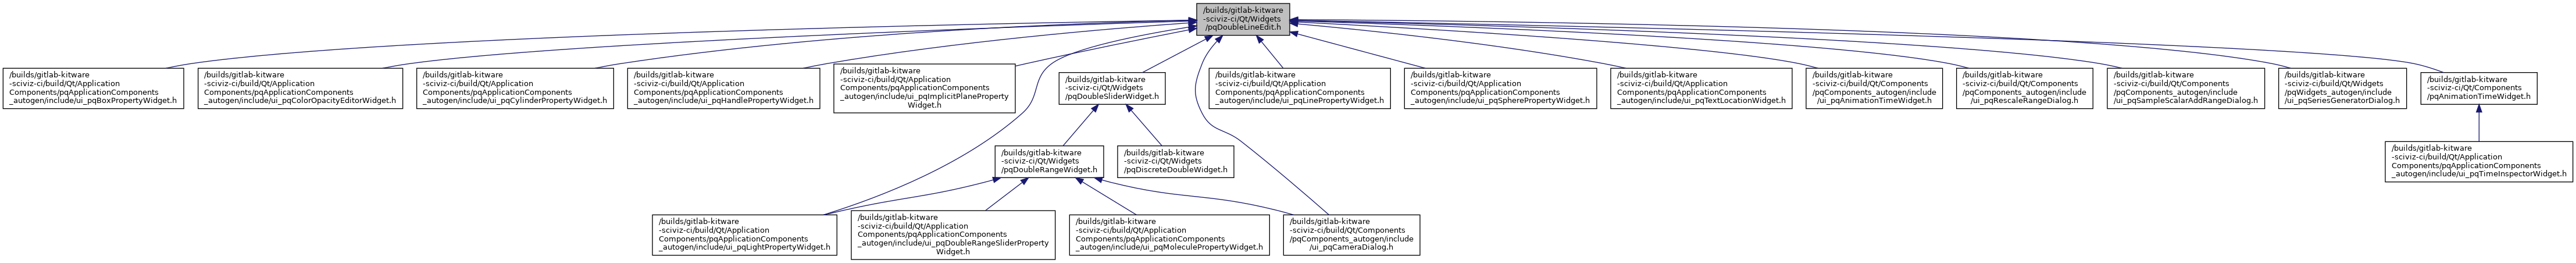 /builds/gitlab-kitware
-sciviz-ci/Qt/Widgets
/pqDoubleLineEdit.h
/builds/gitlab-kitware
-sciviz-ci/build/Qt/Application
Components/pqApplicationComponents
_autogen/include/ui_pqBoxPropertyWidget.h
/builds/gitlab-kitware
-sciviz-ci/build/Qt/Application
Components/pqApplicationComponents
_autogen/include/ui_pqColorOpacityEditorWidget.h
/builds/gitlab-kitware
-sciviz-ci/build/Qt/Application
Components/pqApplicationComponents
_autogen/include/ui_pqCylinderPropertyWidget.h
/builds/gitlab-kitware
-sciviz-ci/build/Qt/Application
Components/pqApplicationComponents
_autogen/include/ui_pqHandlePropertyWidget.h
/builds/gitlab-kitware
-sciviz-ci/build/Qt/Application
Components/pqApplicationComponents
_autogen/include/ui_pqImplicitPlaneProperty
Widget.h
/builds/gitlab-kitware
-sciviz-ci/Qt/Widgets
/pqDoubleSliderWidget.h
/builds/gitlab-kitware
-sciviz-ci/build/Qt/Application
Components/pqApplicationComponents
_autogen/include/ui_pqLinePropertyWidget.h
/builds/gitlab-kitware
-sciviz-ci/build/Qt/Application
Components/pqApplicationComponents
_autogen/include/ui_pqSpherePropertyWidget.h
/builds/gitlab-kitware
-sciviz-ci/build/Qt/Application
Components/pqApplicationComponents
_autogen/include/ui_pqTextLocationWidget.h
/builds/gitlab-kitware
-sciviz-ci/build/Qt/Components
/pqComponents_autogen/include
/ui_pqAnimationTimeWidget.h
/builds/gitlab-kitware
-sciviz-ci/build/Qt/Components
/pqComponents_autogen/include
/ui_pqRescaleRangeDialog.h
/builds/gitlab-kitware
-sciviz-ci/build/Qt/Components
/pqComponents_autogen/include
/ui_pqSampleScalarAddRangeDialog.h
/builds/gitlab-kitware
-sciviz-ci/build/Qt/Widgets
/pqWidgets_autogen/include
/ui_pqSeriesGeneratorDialog.h
/builds/gitlab-kitware
-sciviz-ci/Qt/Components
/pqAnimationTimeWidget.h
/builds/gitlab-kitware
-sciviz-ci/Qt/Widgets
/pqDoubleRangeWidget.h
/builds/gitlab-kitware
-sciviz-ci/Qt/Widgets
/pqDiscreteDoubleWidget.h
/builds/gitlab-kitware
-sciviz-ci/build/Qt/Application
Components/pqApplicationComponents
_autogen/include/ui_pqTimeInspectorWidget.h
/builds/gitlab-kitware
-sciviz-ci/build/Qt/Application
Components/pqApplicationComponents
_autogen/include/ui_pqLightPropertyWidget.h
/builds/gitlab-kitware
-sciviz-ci/build/Qt/Application
Components/pqApplicationComponents
_autogen/include/ui_pqDoubleRangeSliderProperty
Widget.h
/builds/gitlab-kitware
-sciviz-ci/build/Qt/Application
Components/pqApplicationComponents
_autogen/include/ui_pqMoleculePropertyWidget.h
/builds/gitlab-kitware
-sciviz-ci/build/Qt/Components
/pqComponents_autogen/include
/ui_pqCameraDialog.h